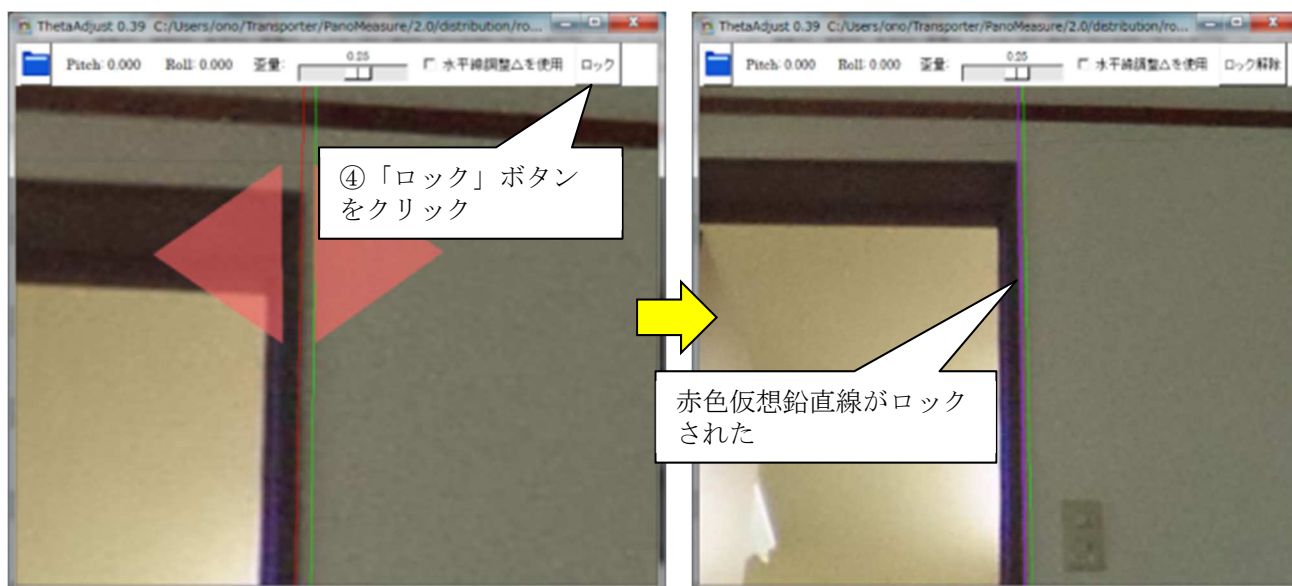 ThetaAdjust 0.39 C:/Users/ono/Transporter/PanoMeasure/2.0/distribution/ro...
Pitch: 0.000 Roll: 0.000 歪量: 0.25 水平線調整△を使用 ロック
④「ロック」ボタン
をクリック
ThetaAdjust 0.39 C:/Users/ono/Transporter/PanoMeasure/2.0/distribution/ro...
Pitch: 0.000 Roll: 0.000 歪量: 0.25 水平線調整△を使用 ロック解除
赤色仮想鉛直線がロック
された